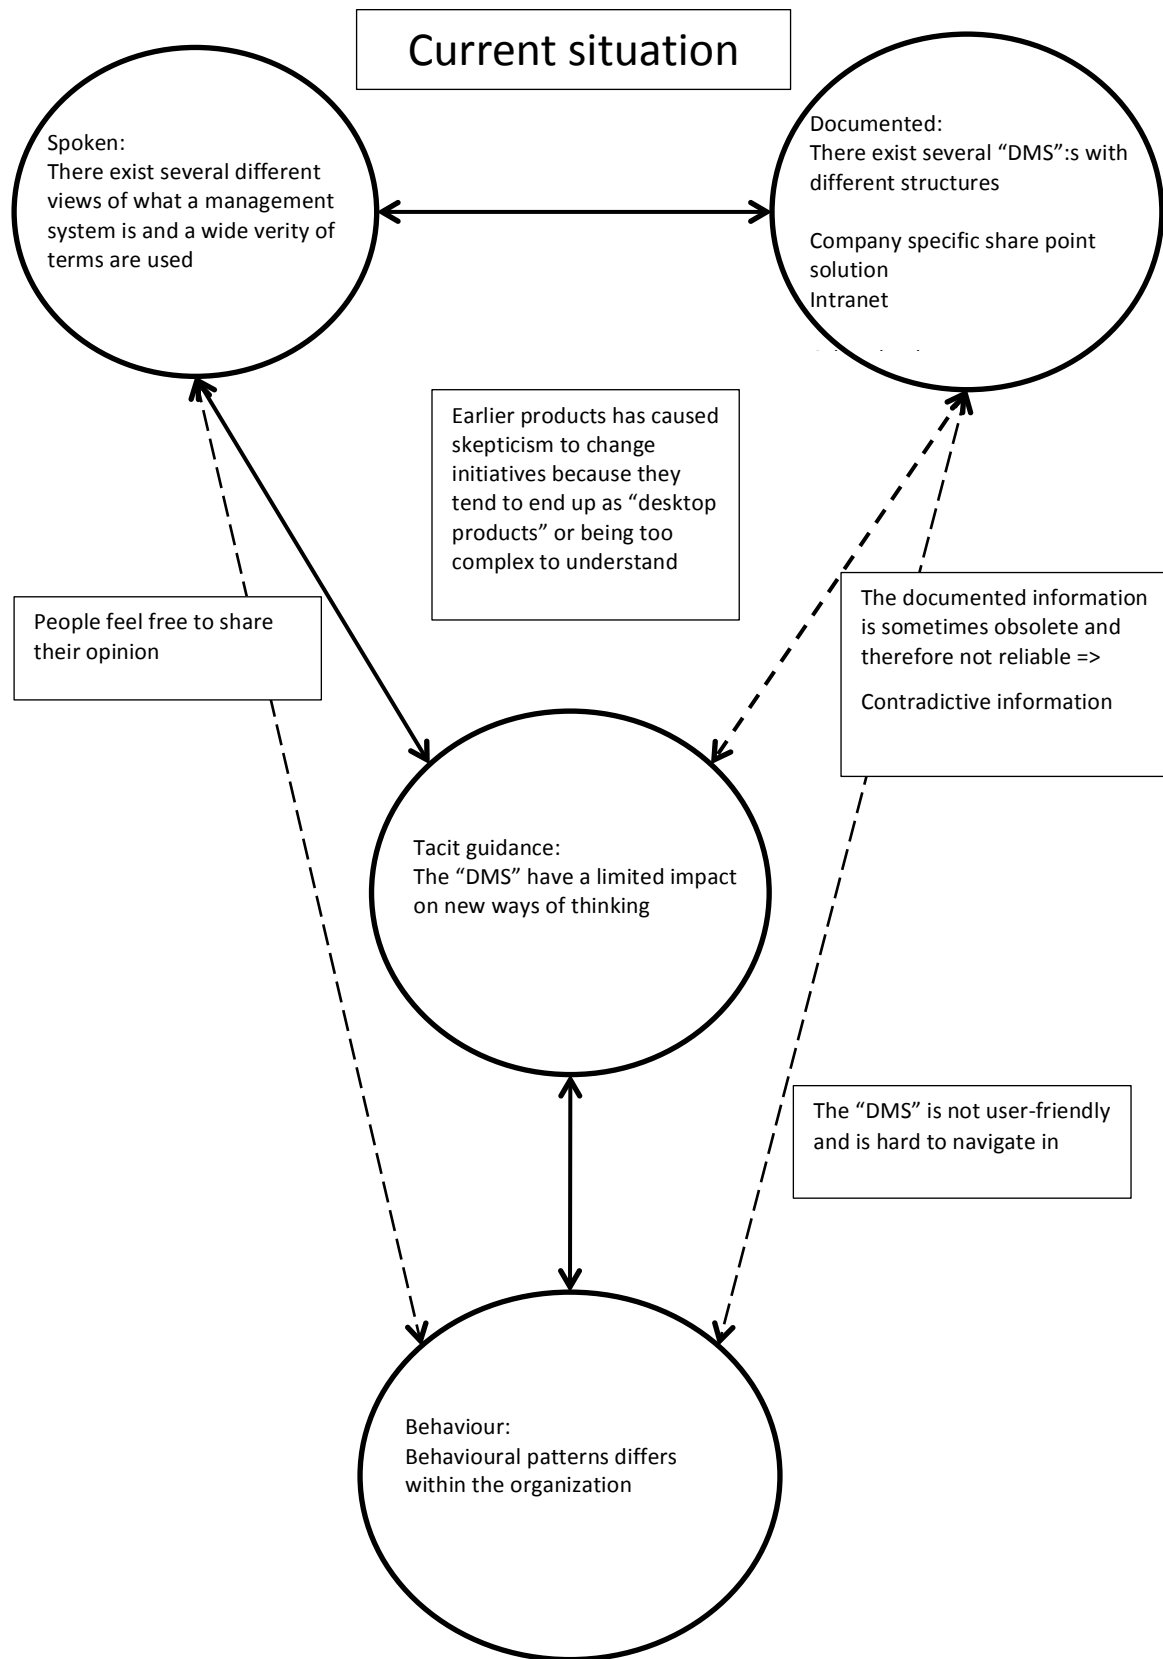 Current situation
Spoken:
There exist several different
views of what a management
system is and a wide verity of
terms are used
Documented:
There exist several “DMS”:s with
different structures
Company specific share point
solution
Intranet
Earlier products has caused
skepticism to change
initiatives because they
tend to end up as “desktop
products” or being too
complex to understand
People feel free to share
their opinion
The documented information
is sometimes obsolete and
therefore not reliable =>
Contradictive information
Tacit guidance:
The “DMS” have a limited impact
on new ways of thinking
The “DMS” is not user-friendly
and is hard to navigate in
Behaviour:
Behavioural patterns differs
within the organization